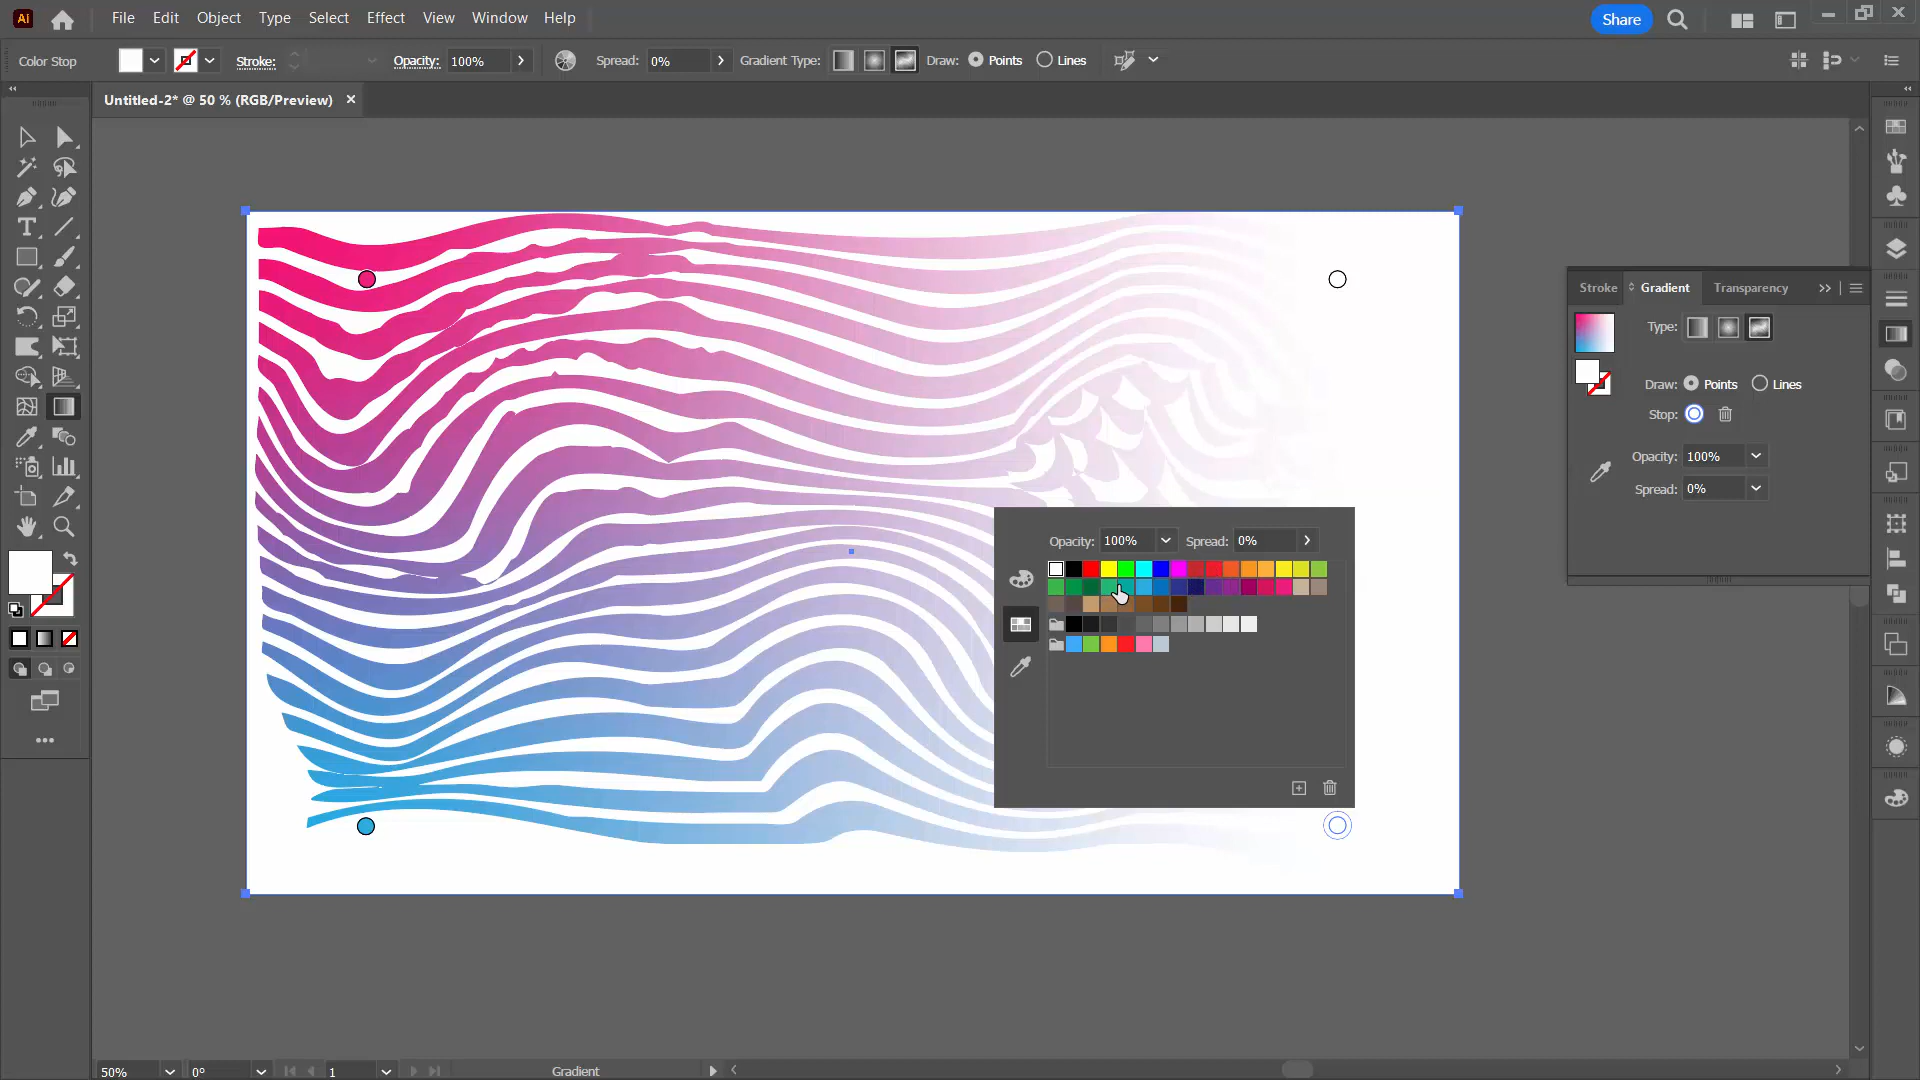 Ai File Edit Object Type Select Effect View Window Help Share
Color Stop Stroke: Opacity: 100% Spread: 0% Gradient Type: Draw: Points Lines
Untitled-2* @ 50 % (RGB/Preview) ×
Stroke Gradient Transparency
Type:
Draw: Points Lines
Stop:
Opacity: 100%
Spread: 0%
Opacity: 100% Spread: 0%
50% 0° 1 Gradient